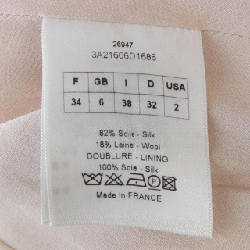 26947
3A21606D1686
F GB I D USA
34 6 38 32 2
82% Soie - Silk
18% Laine - Wool
DOUBLURE - LINING
100% Soie - Silk
Made in FRANCE